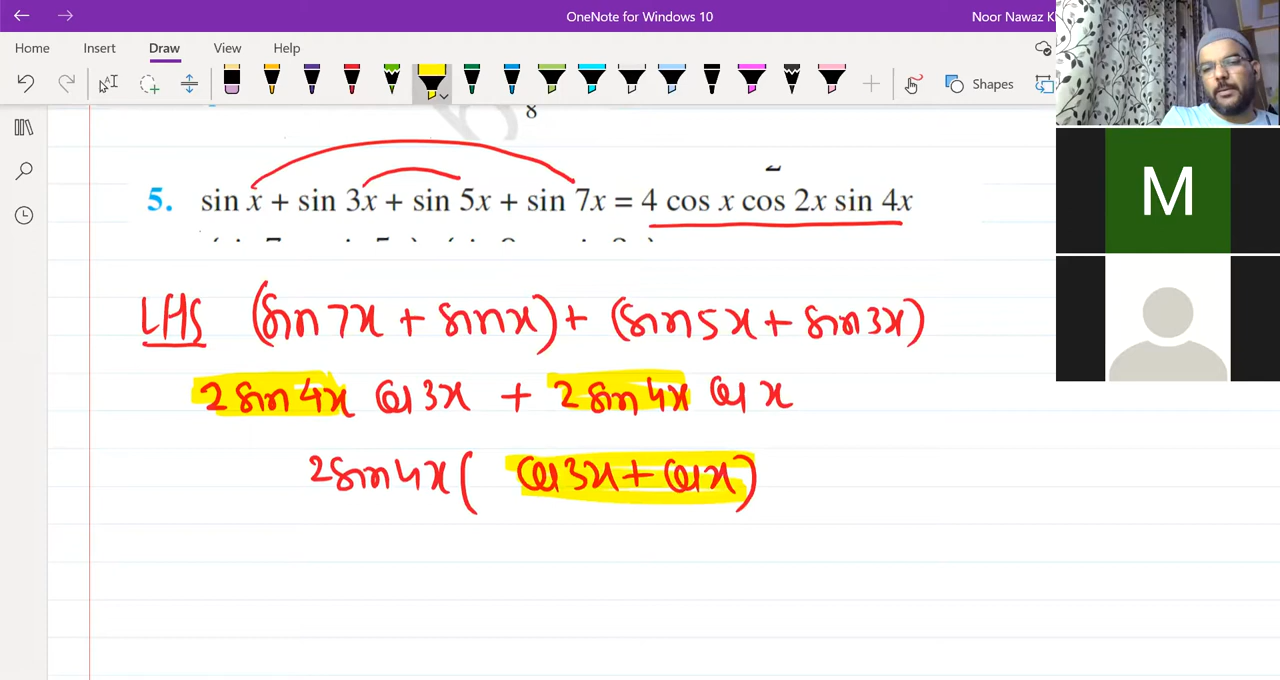 OneNote for Windows 10
Noor Nawaz K
Home Insert Draw View Help
Shapes
8
5. sin x + sin 3x + sin 5x + sin 7x = 4 cos x cos 2x sin 4x
LHS (sin 7x + sin x) + (sin 5x + sin 3x)
2 sin 4x cos 3x + 2 sin 4x cos x
2 sin 4x ( cos 3x + cos x )
M